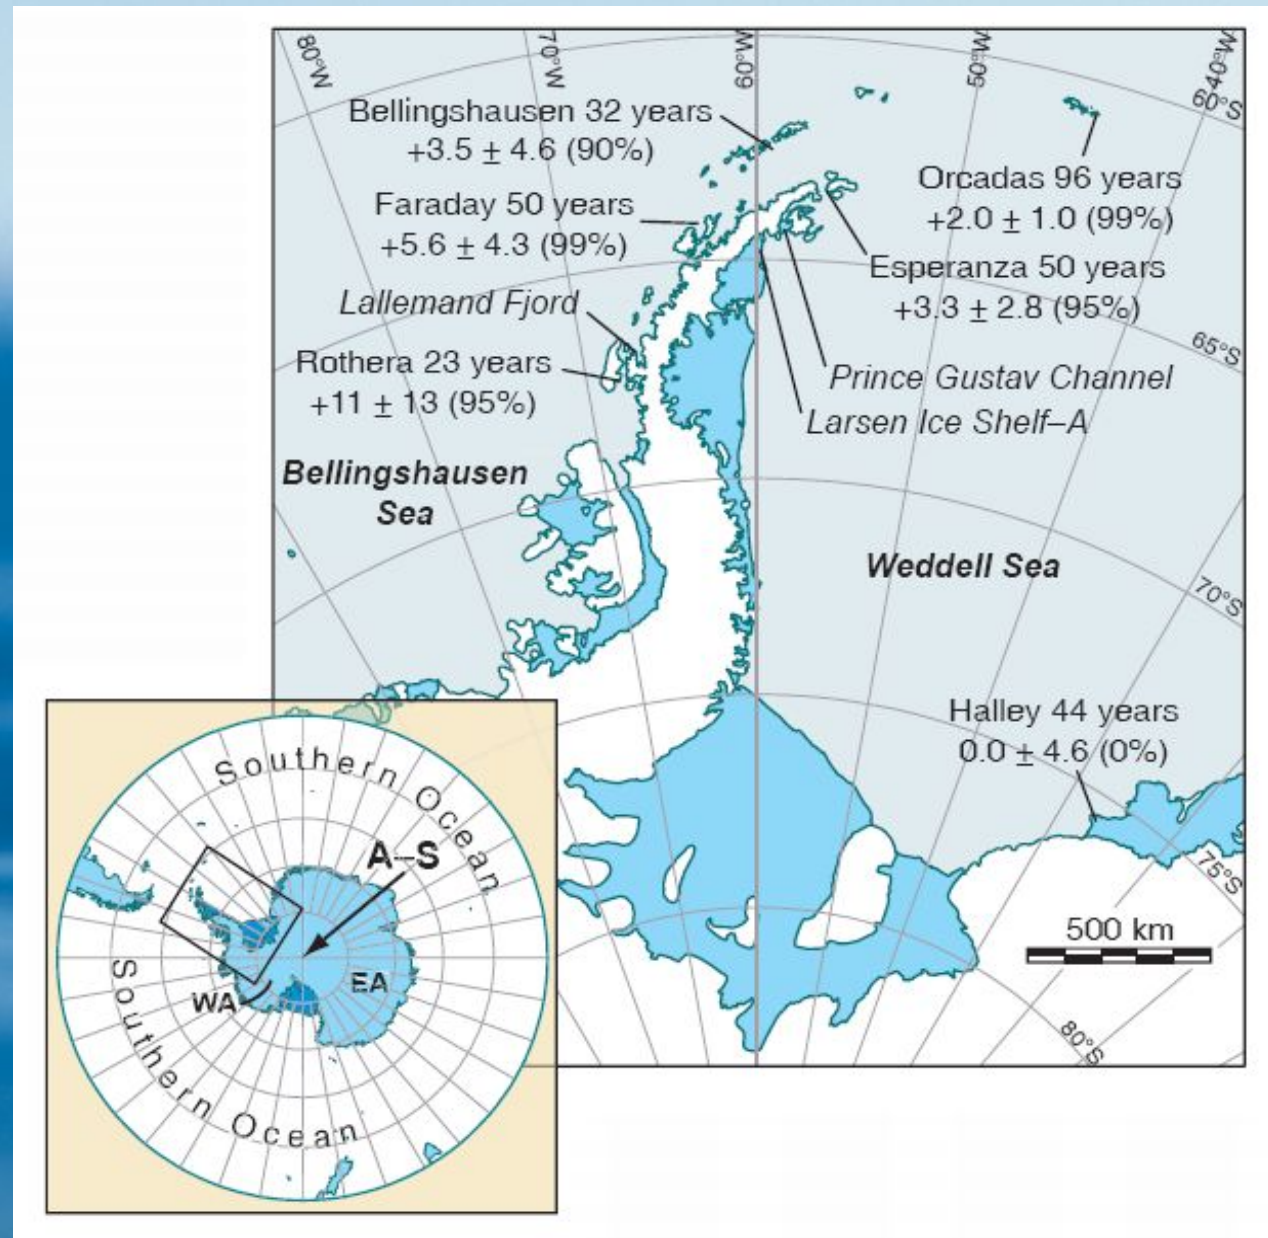 80°W
70°W
60°W
50°W
40°W
60°S
Bellingshausen 32 years
+3.5 ± 4.6 (90%)
Orcadas 96 years
+2.0 ± 1.0 (99%)
Faraday 50 years
+5.6 ± 4.3 (99%)
Esperanza 50 years
+3.3 ± 2.8 (95%)
Lallemand Fjord
65°S
Rothera 23 years
+11 ± 13 (95%)
Prince Gustav Channel
Larsen Ice Shelf–A
Bellingshausen
Sea
Weddell Sea
70°S
Halley 44 years
0.0 ± 4.6 (0%)
75°S
500 km
80°S
Southern Ocean
A–S
WA
EA
Southern Ocean